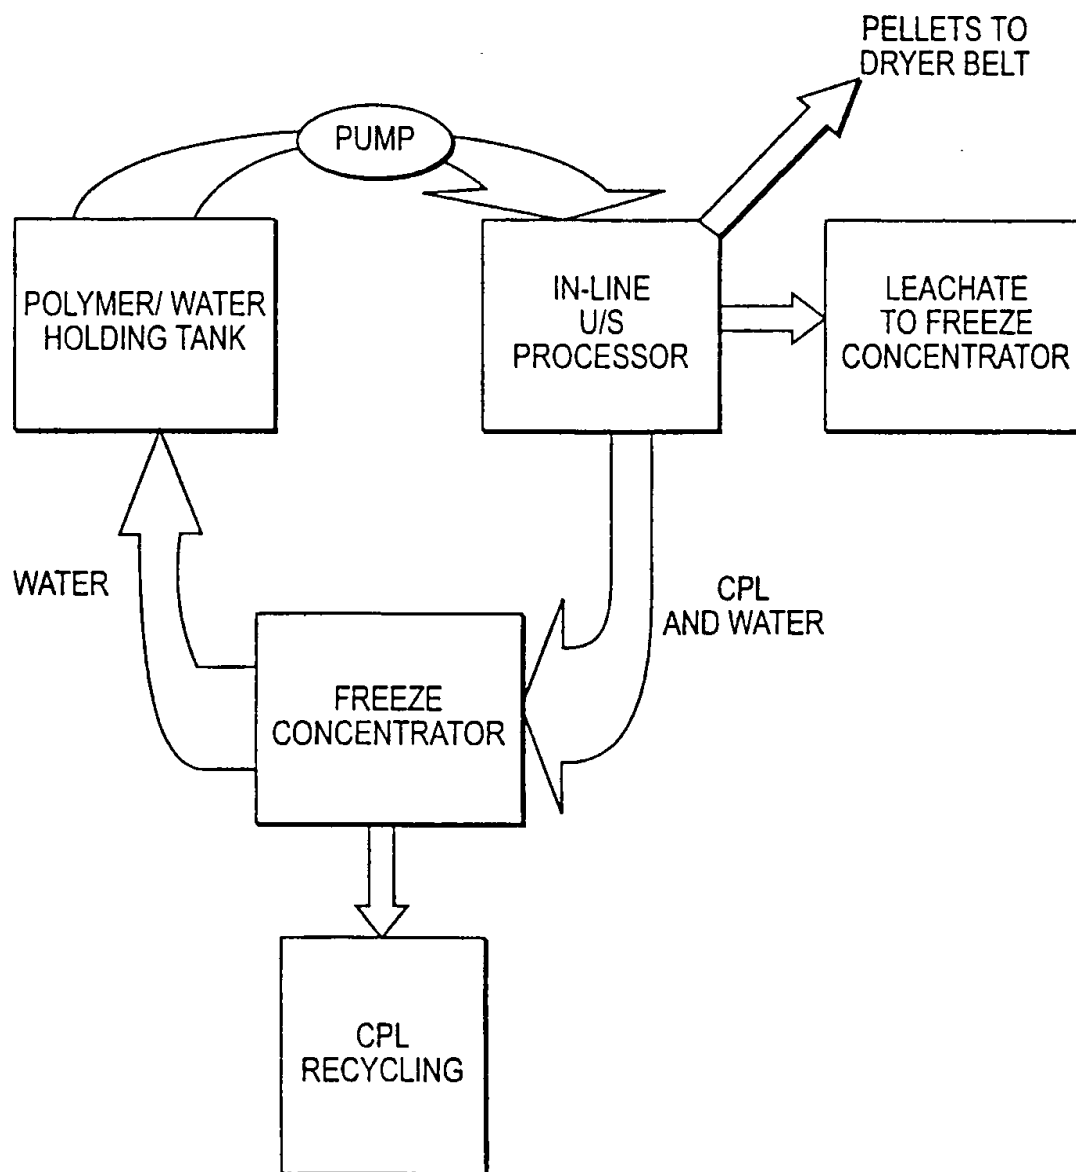 PELLETS TO
DRYER BELT
PUMP
POLYMER/ WATER
HOLDING TANK
IN-LINE
U/S
PROCESSOR
LEACHATE
TO FREEZE
CONCENTRATOR
WATER
CPL
AND WATER
FREEZE
CONCENTRATOR
CPL
RECYCLING